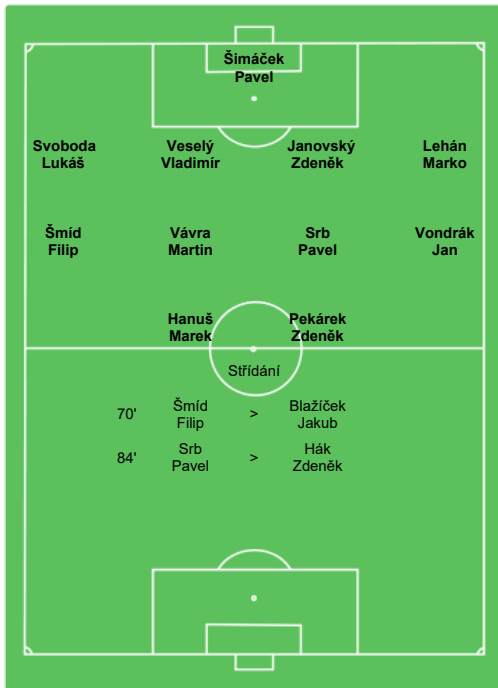 Šimáček
Pavel
Svoboda Veselý Janovský Lehán
Lukáš Vladimír Zdeněk Marko
Šmíd Vávra Srb Vondrák
Filip Martin Pavel Jan
Hanuš Pekárek
Marek Zdeněk
Střídání
70' Šmíd Filip > Blažíček Jakub
84' Srb Pavel > Hák Zdeněk